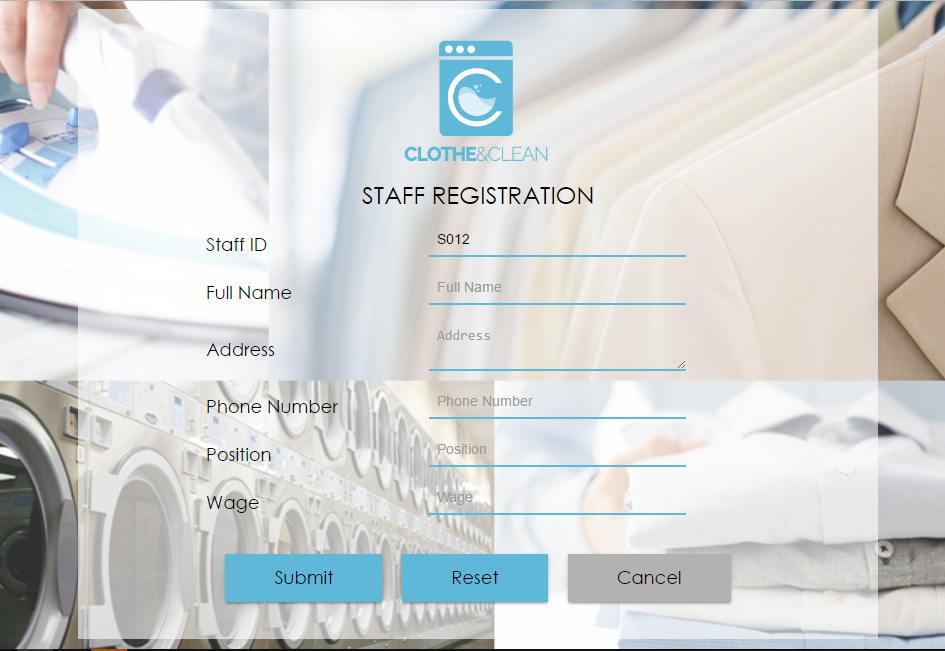 CLOTHE&CLEAN
STAFF REGISTRATION
Staff ID S012
Full Name Full Name
Address Address
Phone Number Phone Number
Position Position
Wage Wage
Submit Reset Cancel